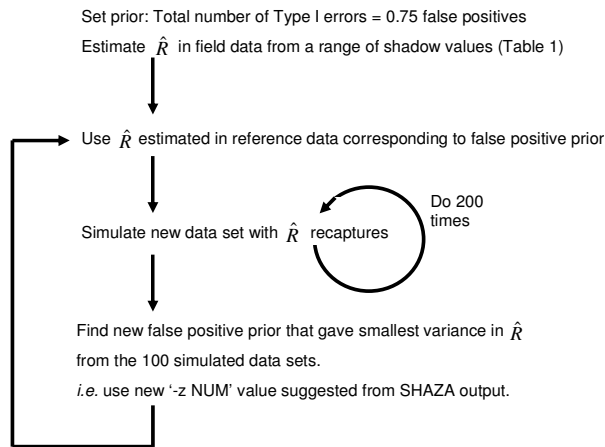 Set prior: Total number of Type I errors = 0.75 false positives
Estimate R̂ in field data from a range of shadow values (Table 1)
Use R̂ estimated in reference data corresponding to false positive prior
Do 200
times
Simulate new data set with R̂ recaptures
Find new false positive prior that gave smallest variance in R̂
from the 100 simulated data sets.
i.e. use new '-z NUM' value suggested from SHAZA output.